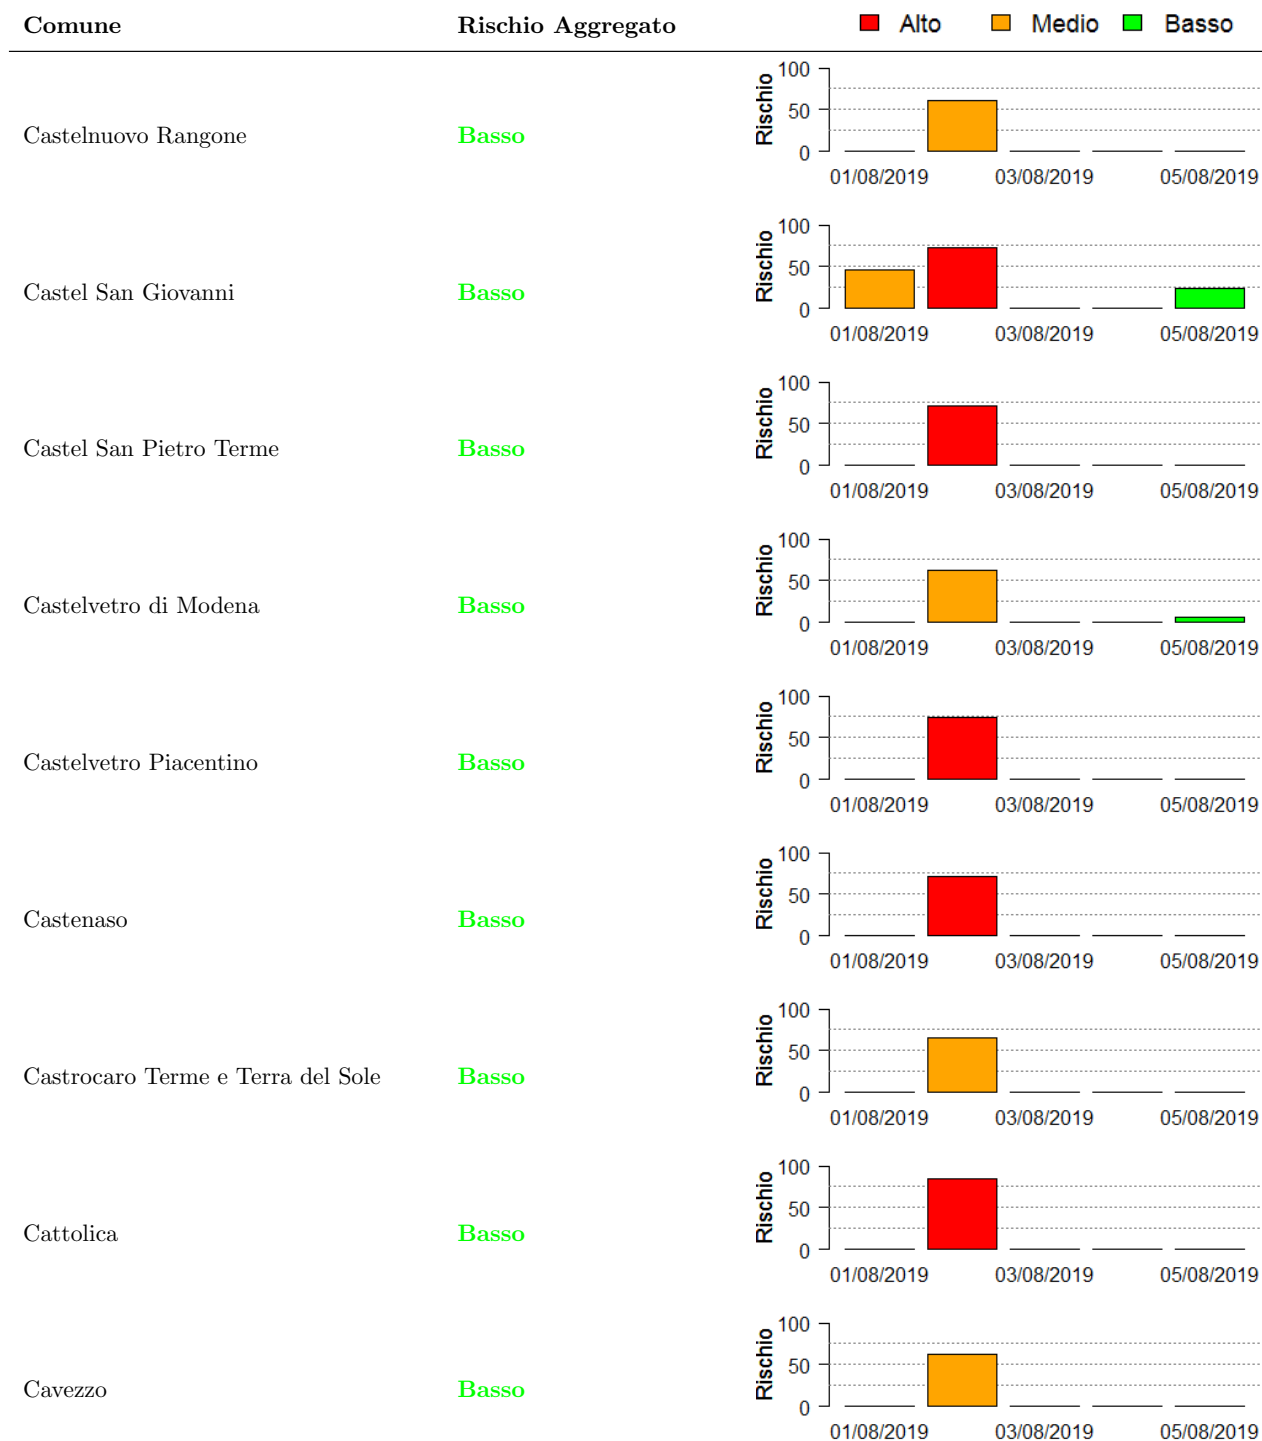 Comune Rischio Aggregato Alto Medio Basso
Castelnuovo Rangone Basso Rischio 100 50 0
01/08/2019 03/08/2019 05/08/2019
Castel San Giovanni Basso Rischio 100 50 0
01/08/2019 03/08/2019 05/08/2019
Castel San Pietro Terme Basso Rischio 100 50 0
01/08/2019 03/08/2019 05/08/2019
Castelvetro di Modena Basso Rischio 100 50 0
01/08/2019 03/08/2019 05/08/2019
Castelvetro Piacentino Basso Rischio 100 50 0
01/08/2019 03/08/2019 05/08/2019
Castenaso Basso Rischio 100 50 0
01/08/2019 03/08/2019 05/08/2019
Castrocaro Terme e Terra del Sole Basso Rischio 100 50 0
01/08/2019 03/08/2019 05/08/2019
Cattolica Basso Rischio 100 50 0
01/08/2019 03/08/2019 05/08/2019
Cavezzo Basso Rischio 100 50 0
01/08/2019 03/08/2019 05/08/2019